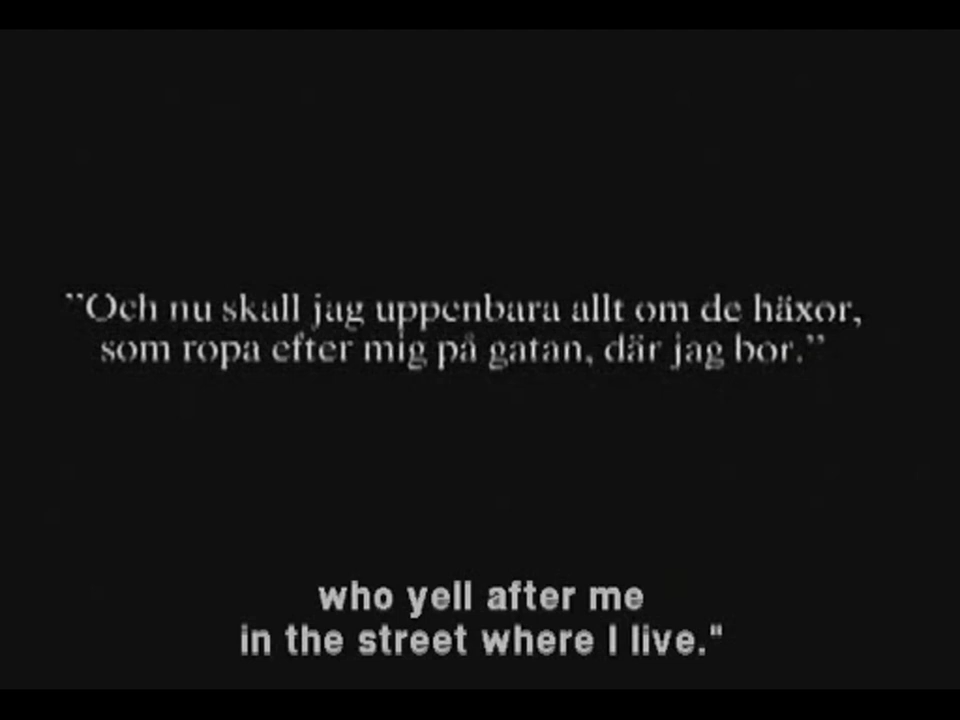 ”Och nu skall jag uppenbara allt om de häxor,
som ropa efter mig på gatan, där jag bor.”
who yell after me
in the street where I live."